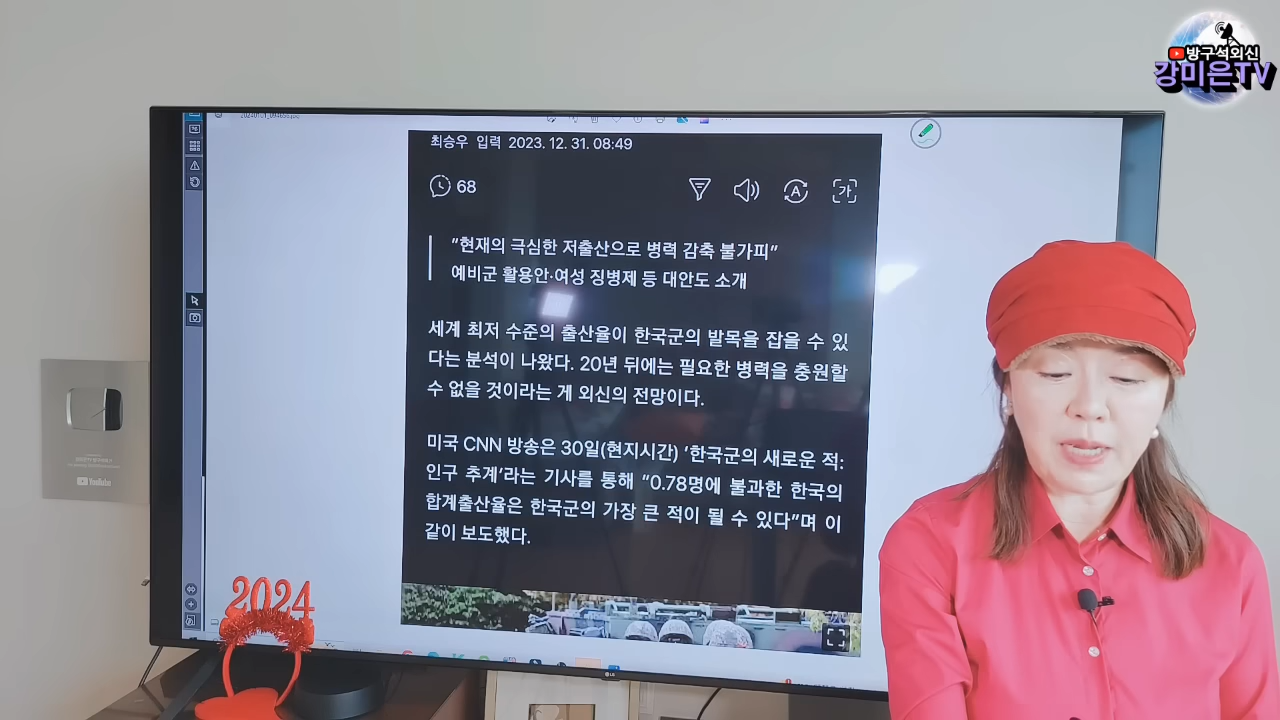 방구석외신
강미은TV
최승우 입력 2023. 12. 31. 08:49
68
가
"현재의 극심한 저출산으로 병력 감축 불가피"
예비군 활용안·여성 징병제 등 대안도 소개
세계 최저 수준의 출산율이 한국군의 발목을 잡을 수 있
다는 분석이 나왔다. 20년 뒤에는 필요한 병력을 충원할
수 없을 것이라는 게 외신의 전망이다.
미국 CNN 방송은 30일(현지시간) '한국군의 새로운 적:
인구 추계'라는 기사를 통해 "0.78명에 불과한 한국의
합계출산율은 한국군의 가장 큰 적이 될 수 있다"며 이
같이 보도했다.
YouTube
2024
LG